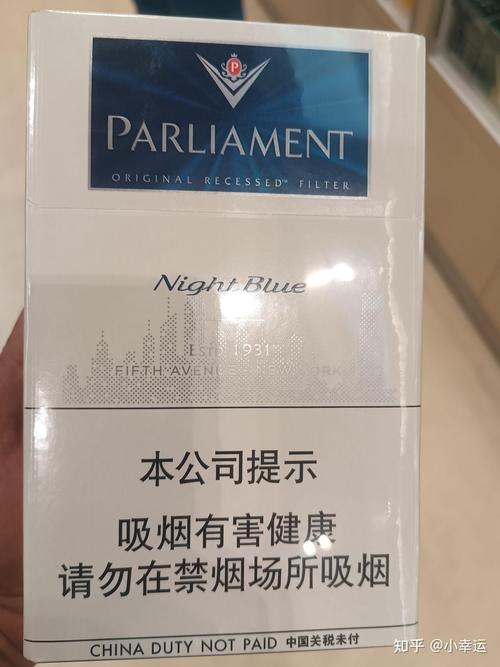 P
PARLIAMENT
ORIGINAL RECESSED™ FILTER
Night Blue
ESTD 1931
FIFTH AVENUE NEW YORK
本公司提示
吸烟有害健康
请勿在禁烟场所吸烟
CHINA DUTY NOT PAID 中国关税未付
知乎 @小幸运